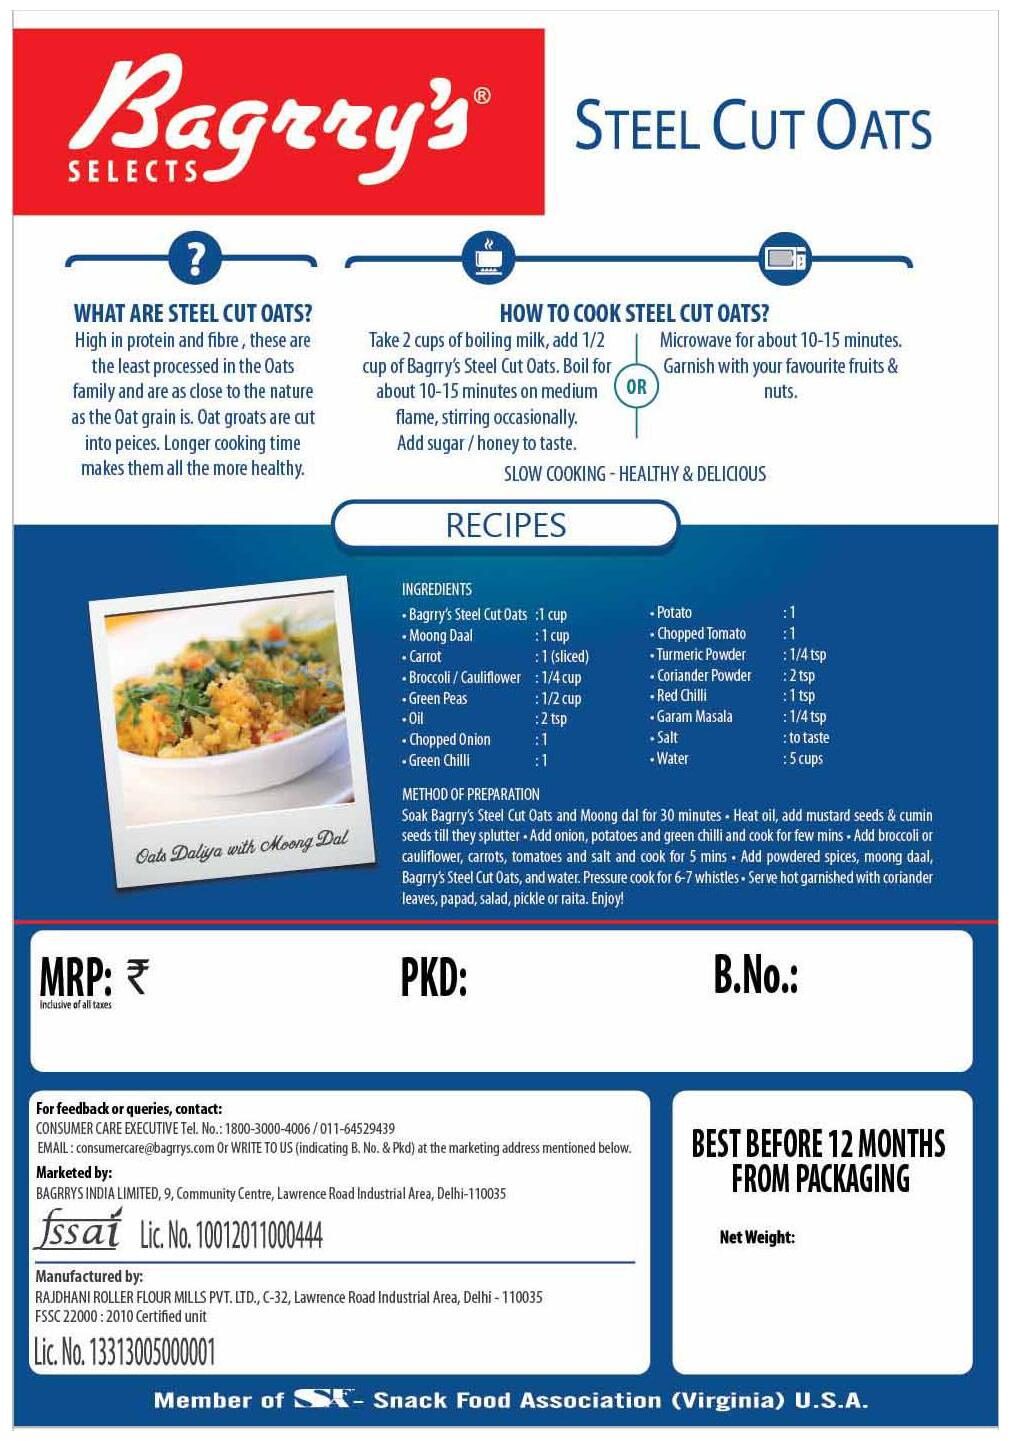 Bagrry's®
SELECTS
STEEL CUT OATS
?
WHAT ARE STEEL CUT OATS?
High in protein and fibre , these are
the least processed in the Oats
family and are as close to the nature
as the Oat grain is. Oat groats are cut
into peices. Longer cooking time
makes them all the more healthy.
HOW TO COOK STEEL CUT OATS?
Take 2 cups of boiling milk, add 1/2
cup of Bagrry's Steel Cut Oats. Boil for
about 10-15 minutes on medium
flame, stirring occasionally.
Add sugar / honey to taste.
OR
Microwave for about 10-15 minutes.
Garnish with your favourite fruits &
nuts.
SLOW COOKING - HEALTHY & DELICIOUS
RECIPES
Oats Daliya with Moong Dal
INGREDIENTS
• Bagrry's Steel Cut Oats :1 cup
• Moong Daal : 1 cup
• Carrot : 1 (sliced)
• Broccoli / Cauliflower : 1/4 cup
• Green Peas : 1/2 cup
• Oil : 2 tsp
• Chopped Onion : 1
• Green Chilli : 1
• Potato : 1
• Chopped Tomato : 1
• Turmeric Powder : 1/4 tsp
• Coriander Powder : 2 tsp
• Red Chilli : 1 tsp
• Garam Masala : 1/4 tsp
• Salt : to taste
• Water : 5 cups
METHOD OF PREPARATION
Soak Bagrry's Steel Cut Oats and Moong dal for 30 minutes • Heat oil, add mustard seeds & cumin
seeds till they splutter • Add onion, potatoes and green chilli and cook for few mins • Add broccoli or
cauliflower, carrots, tomatoes and salt and cook for 5 mins • Add powdered spices, moong daal,
Bagrry's Steel Cut Oats, and water. Pressure cook for 6-7 whistles • Serve hot garnished with coriander
leaves, papad, salad, pickle or raita. Enjoy!
MRP: ₹
Inclusive of all taxes
PKD:
B.No.:
For feedback or queries, contact:
CONSUMER CARE EXECUTIVE Tel. No.: 1800-3000-4006 / 011-64529439
EMAIL : consumercare@bagrrys.com Or WRITE TO US (indicating B. No. & Pkd) at the marketing address mentioned below.
Marketed by:
BAGRRYS INDIA LIMITED, 9, Community Centre, Lawrence Road Industrial Area, Delhi-110035
fssai Lic. No. 10012011000444
Manufactured by:
RAJDHANI ROLLER FLOUR MILLS PVT. LTD., C-32, Lawrence Road Industrial Area, Delhi - 110035
FSSC 22000 : 2010 Certified unit
Lic. No. 13313005000001
BEST BEFORE 12 MONTHS
FROM PACKAGING
Net Weight:
Member of - Snack Food Association (Virginia) U.S.A.